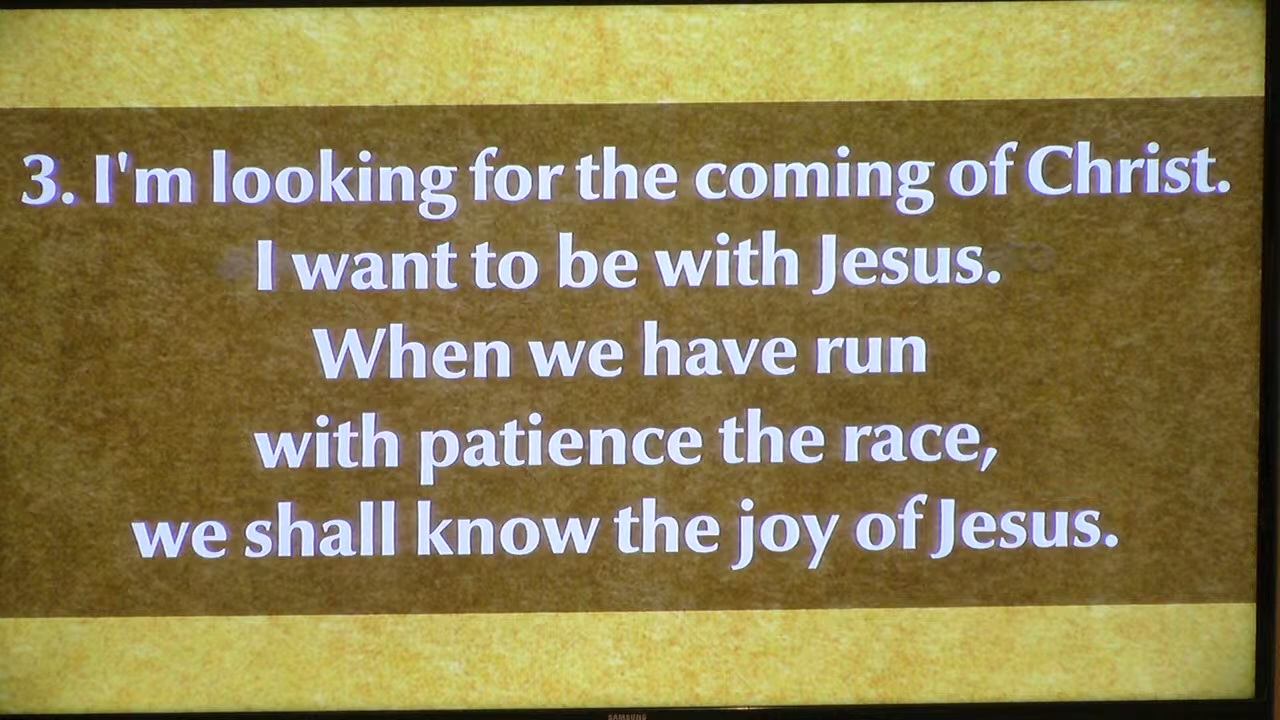 3. I'm looking for the coming of Christ.
I want to be with Jesus.
When we have run
with patience the race,
we shall know the joy of Jesus.
SAMSUNG